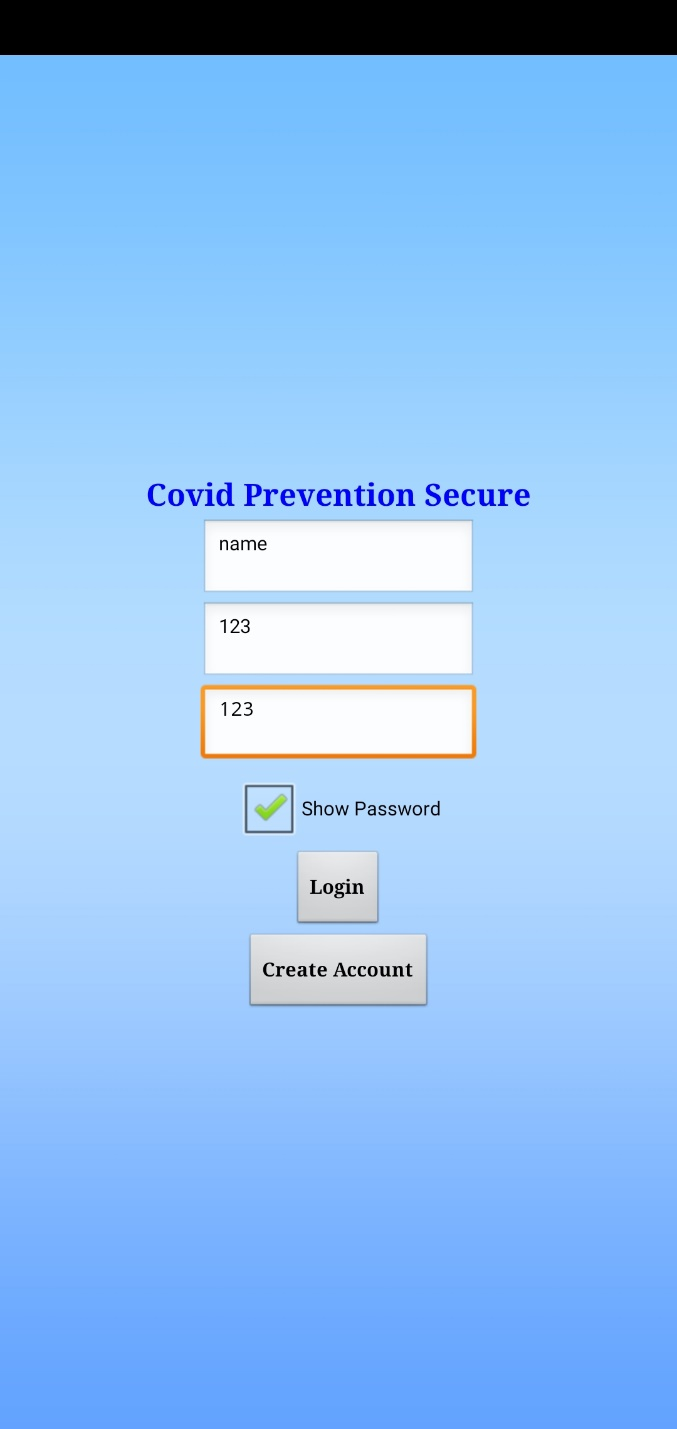 Covid Prevention Secure
name
123
123
Show Password
Login
Create Account